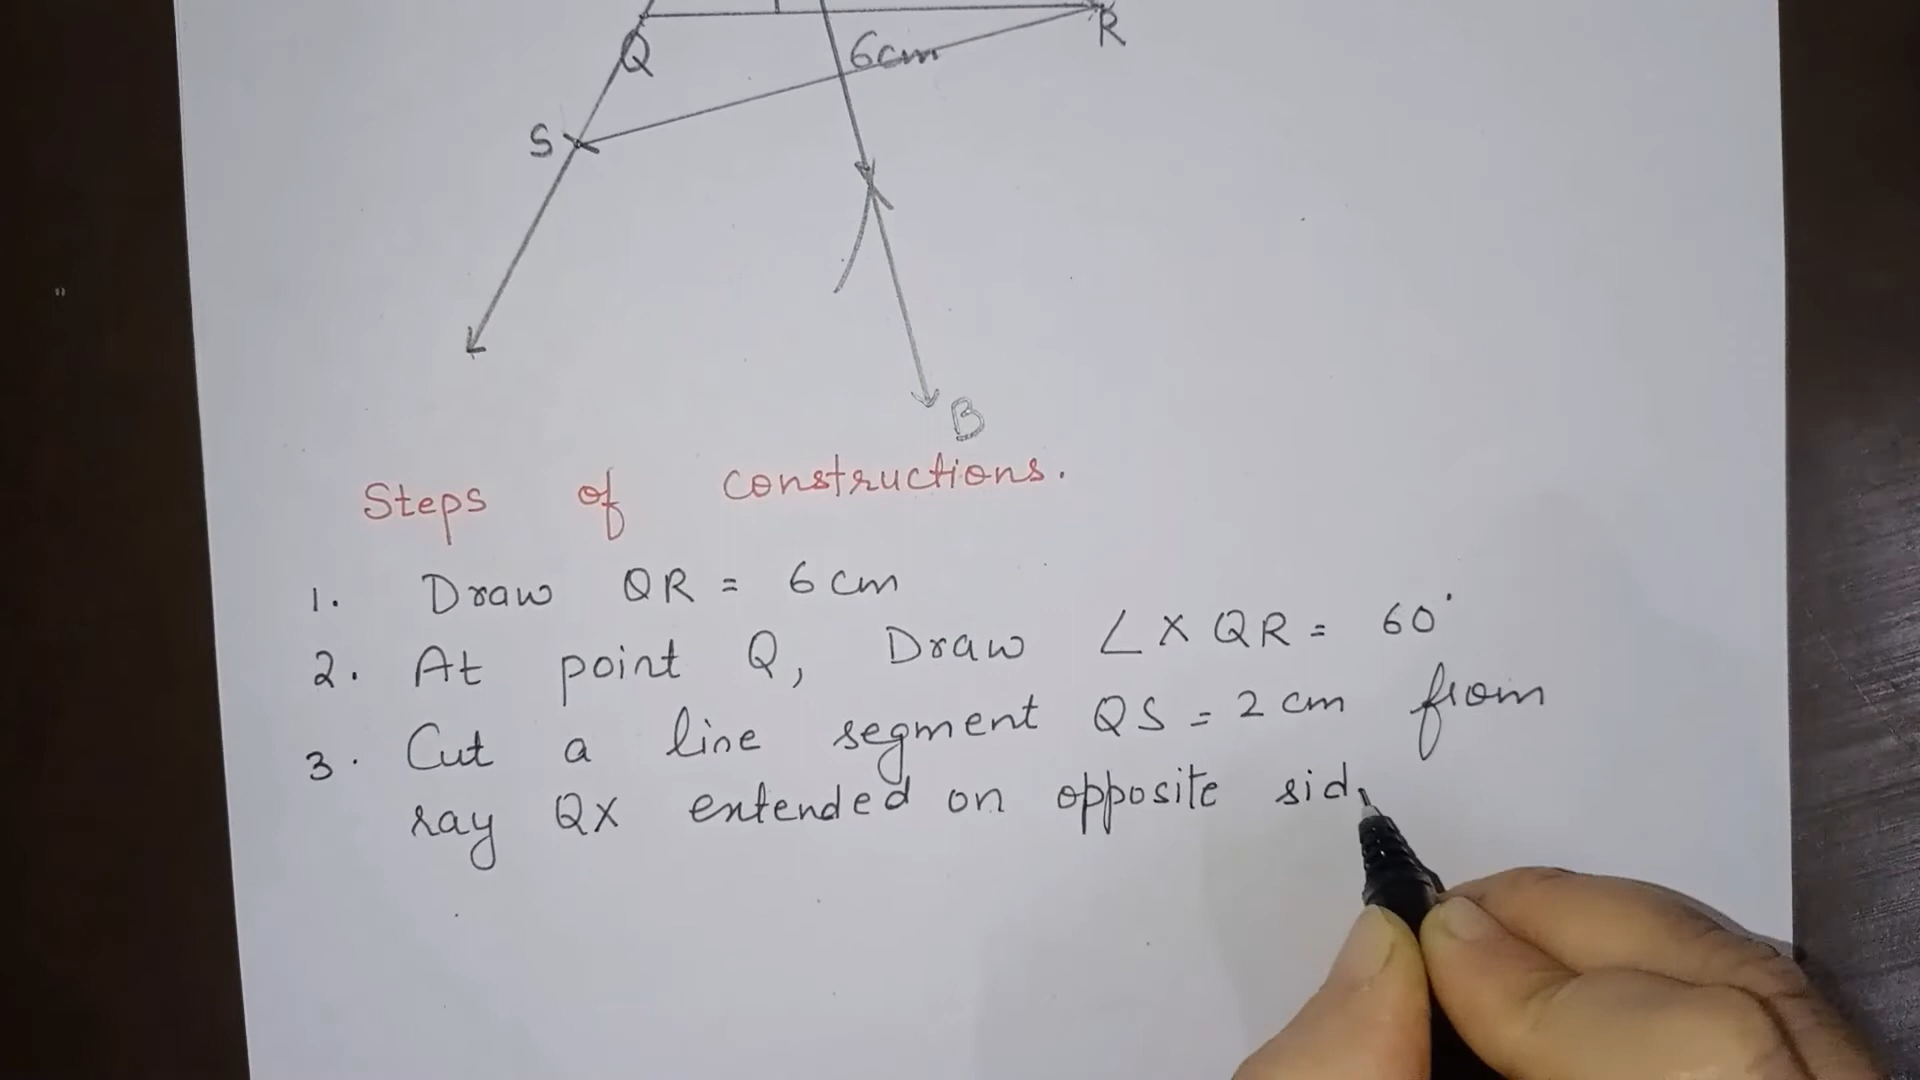 Q
R
6cm
S
B
Steps of constructions.
1. Draw QR = 6 cm
2. At point Q, Draw ∠XQR = 60°
3. Cut a line segment QS = 2 cm from
ray QX extended on opposite sid